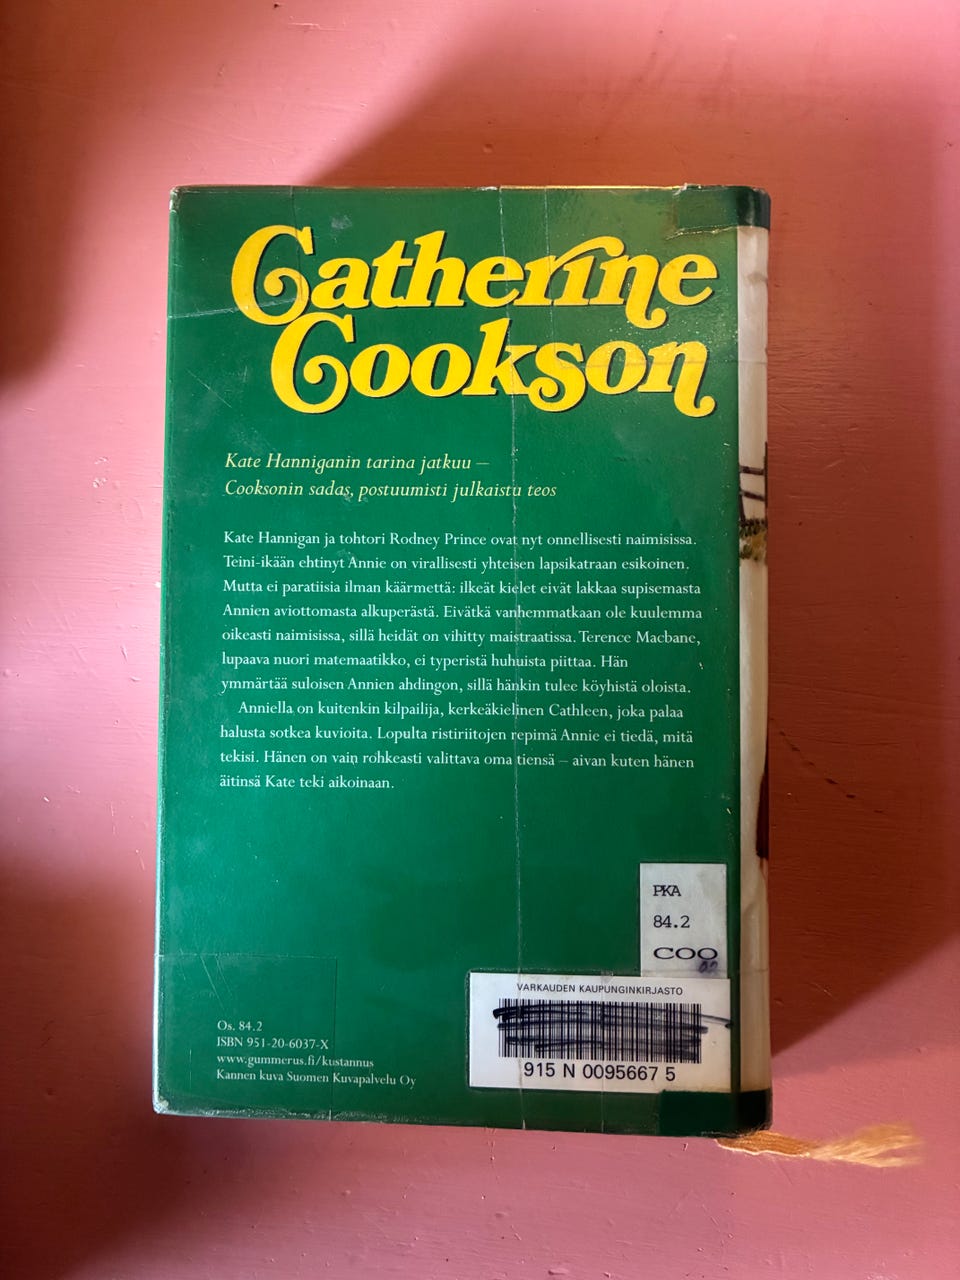 Catherine
Cookson
Kate Hanniganin tarina jatkuu –
Cooksonin sadas, postuumisti julkaistu teos
Kate Hannigan ja tohtori Rodney Prince ovat nyt onnellisesti naimisissa.
Teini-ikään ehtinyt Annie on virallisesti yhteisen lapsikatraan esikoinen.
Mutta ei paratiisia ilman käärmettä: ilkeät kielet eivät lakkaa supisemasta
Annien aviottomasta alkuperästä. Eivätkä vanhemmatkaan ole kuulemma
oikeasti naimisissa, sillä heidät on vihitty maistraatissa. Terence Macbane,
lupaava nuori matemaatikko, ei typeristä huhuista piittaa. Hän
ymmärtää suloisen Annien ahdingon, sillä hänkin tulee köyhistä oloista.
Anniella on kuitenkin kilpailija, kerkeäkielinen Cathleen, joka palaa
halusta sotkea kuvioita. Lopulta ristiriitojen repimä Annie ei tiedä, mitä
tekisi. Hänen on vain rohkeasti valittava oma tiensä – aivan kuten hänen
äitinsä Kate teki aikoinaan.
PKA
84.2
COO
VARKAUDEN KAUPUNGINKIRJASTO
915 N 0095667 5
Os. 84.2
ISBN 951-20-6037-X
www.gummerus.fi/kustannus
Kannen kuva Suomen Kuvapalvelu Oy